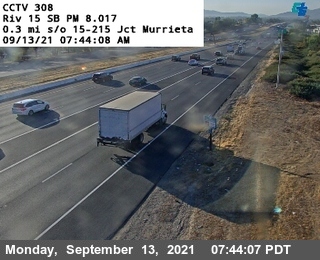 CCTV 308
Riv 15 SB PM 8.017
0.3 mi s/o 15-215 Jct Murrieta
09/13/21 07:44:08 AM
Monday, September 13, 2021 07:44:07 PDT